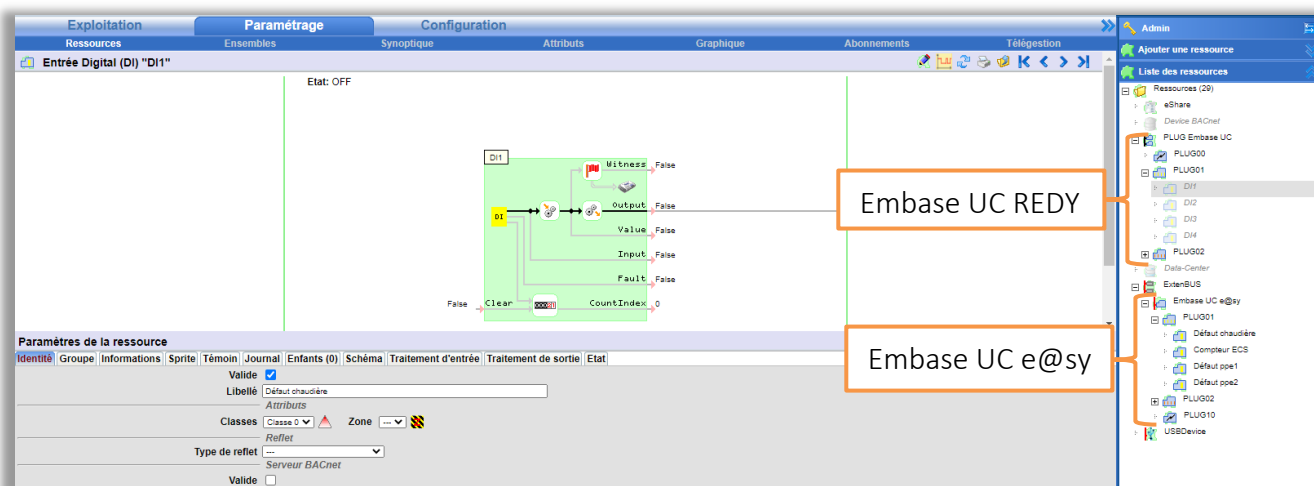 Exploitation Paramétrage Configuration
Ressources Ensembles Synoptique Attributs Graphique Abonnements Télégestion
Entrée Digital (DI) "DI1"
Etat: OFF
DI1
Witness False
DI
Output False
Value False
Input False
Fault False
False Clear CountIndex 0
Paramètres de la ressource
Identité Groupe Informations Sprite Témoin Journal Enfants (0) Schéma Traitement d'entrée Traitement de sortie Etat
Valide
Libellé Défaut chaudière
Attributs
Classes Classe 0 Zone ---
Reflet
Type de reflet ---
Serveur BACnet
Valide
Embase UC REDY
Embase UC e@sy
Admin
Ajouter une ressource
Liste des ressources
Ressources (29)
eShare
Device BACnet
PLUG Embase UC
PLUG00
PLUG01
DI1
DI2
DI3
DI4
PLUG02
Data-Center
ExtenBUS
Embase UC e@sy
PLUG01
Défaut chaudière
Compteur ECS
Défaut ppe1
Défaut ppe2
PLUG02
PLUG10
USBDevice